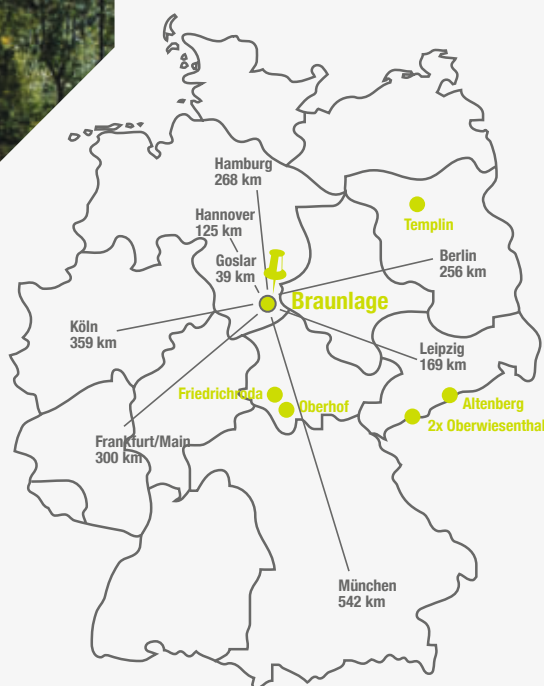 Hamburg
268 km
Hannover
125 km
Goslar
39 km
Templin
Berlin
256 km
Braunlage
Köln
359 km
Leipzig
169 km
Friedrichroda
Oberhof
Altenberg
2x Oberwiesenthal
Frankfurt/Main
300 km
München
542 km